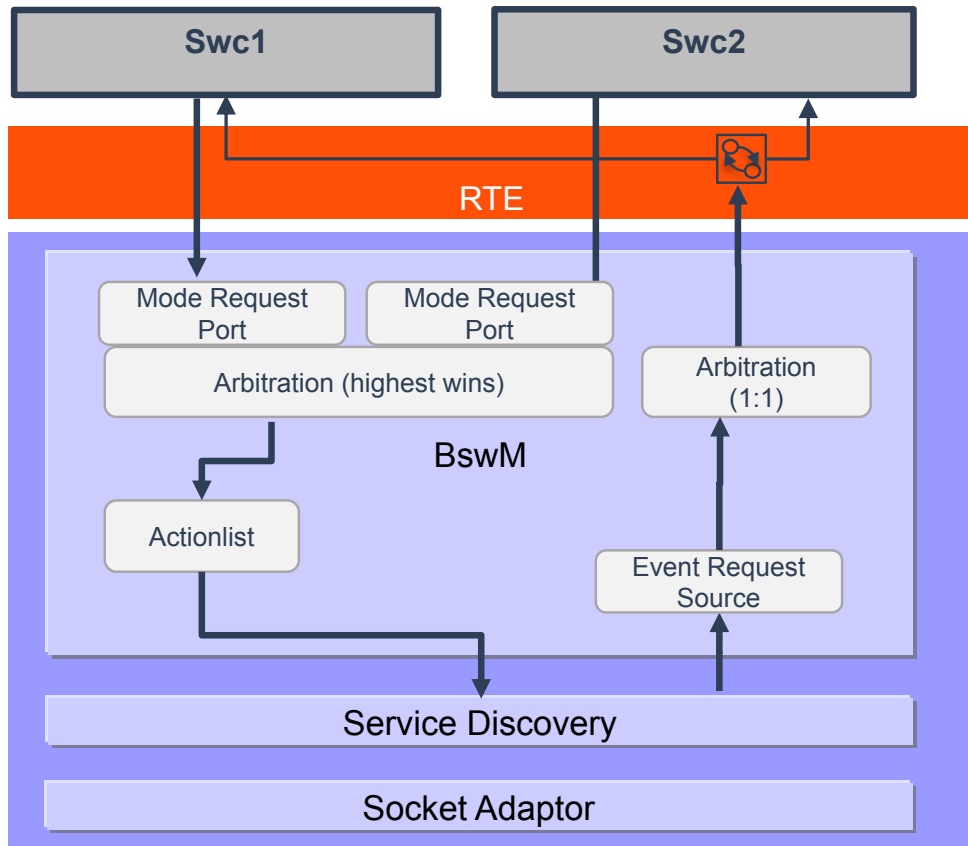 Swc1
Swc2
RTE
Mode Request
Port
Mode Request
Port
Arbitration (highest wins)
Arbitration
(1:1)
BswM
Actionlist
Event Request
Source
Service Discovery
Socket Adaptor